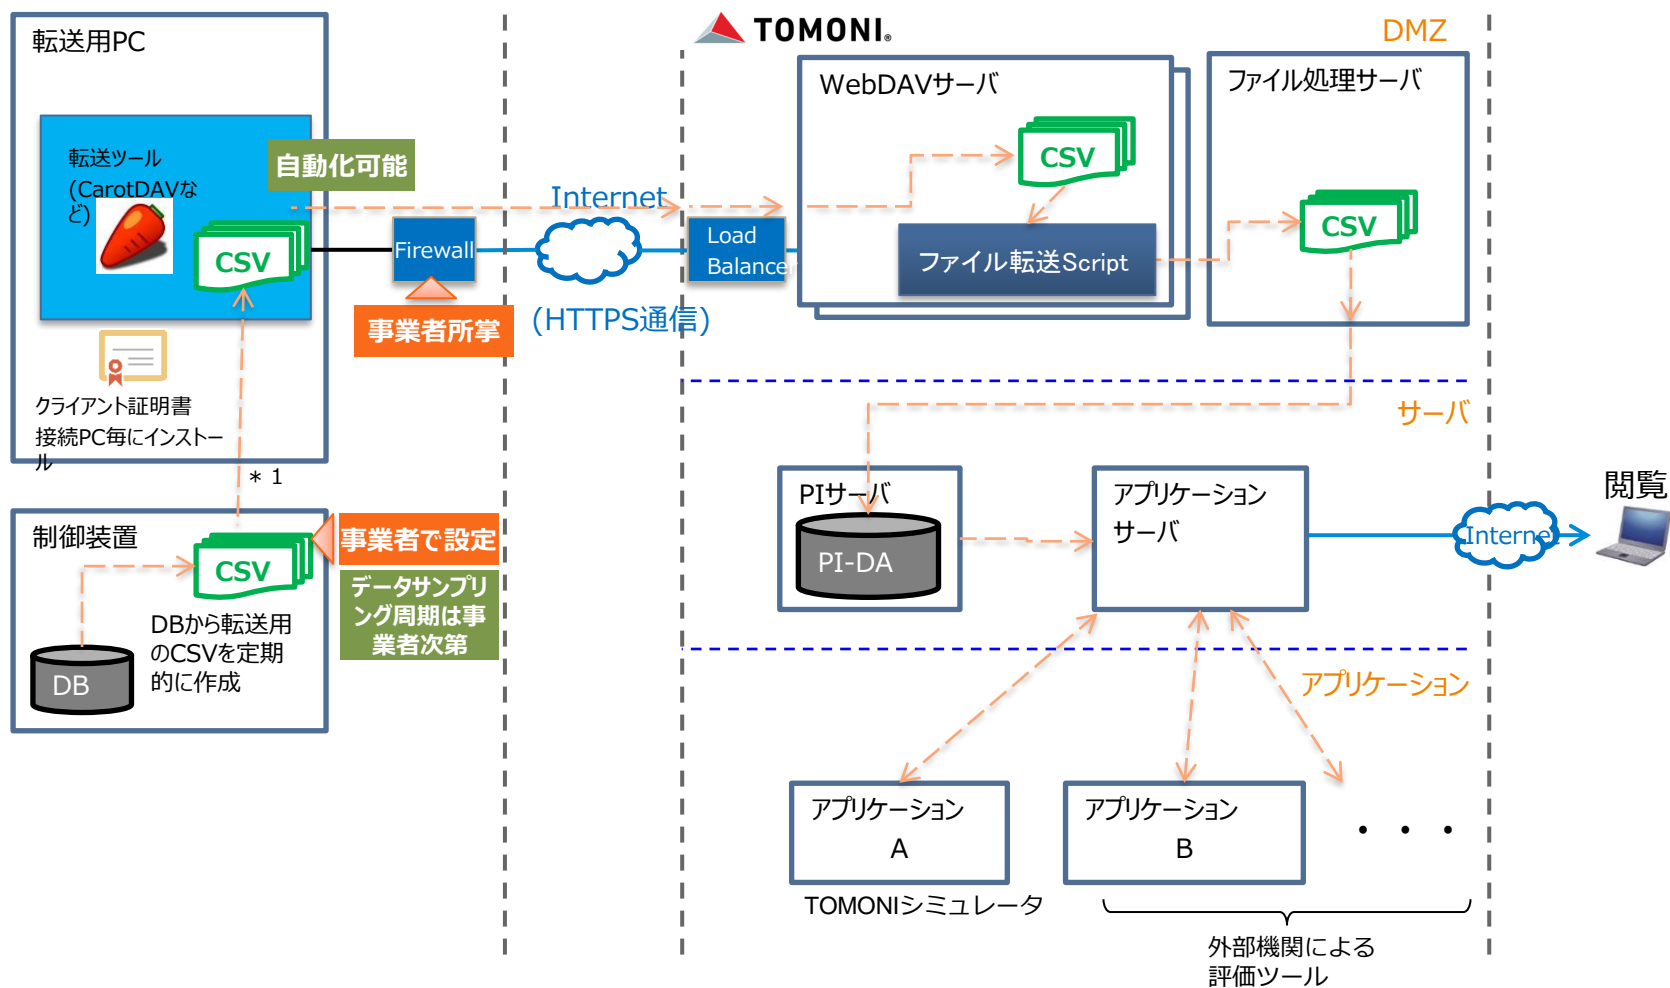 転送用PC
転送ツール
(CarotDAVな
ど)
自動化可能
CSV
クライアント証明書
接続PC毎にインストー
ル
* 1
制御装置
CSV
DBから転送用
のCSVを定期
的に作成
DB
Firewall
事業者所掌
事業者で設定
データサンプリ
ング周期は事
業者次第
Internet
(HTTPS通信)
TOMONI®
DMZ
Load
Balancer
WebDAVサーバ
CSV
ファイル転送Script
ファイル処理サーバ
CSV
サーバ
PIサーバ
PI-DA
アプリケーション
サーバ
Internet
閲覧
アプリケーション
アプリケーション
A
TOMONIシミュレータ
アプリケーション
B
・・・
外部機関による
評価ツール